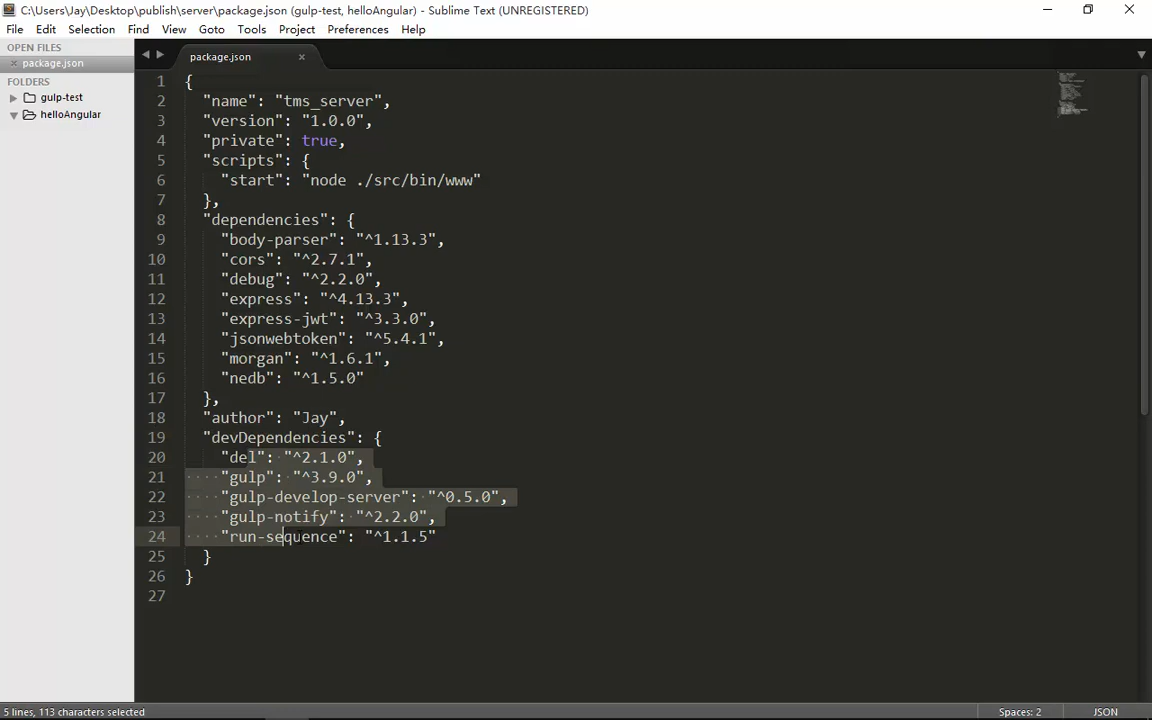 C:\Users\Jay\Desktop\publish\server\package.json (gulp-test, helloAngular) - Sublime Text (UNREGISTERED)
File Edit Selection Find View Goto Tools Project Preferences Help
OPEN FILES
package.json
FOLDERS
gulp-test
helloAngular
package.json
1 {
2 "name": "tms_server",
3 "version": "1.0.0",
4 "private": true,
5 "scripts": {
6 "start": "node ./src/bin/www"
7 },
8 "dependencies": {
9 "body-parser": "^1.13.3",
10 "cors": "^2.7.1",
11 "debug": "^2.2.0",
12 "express": "^4.13.3",
13 "express-jwt": "^3.3.0",
14 "jsonwebtoken": "^5.4.1",
15 "morgan": "^1.6.1",
16 "nedb": "^1.5.0"
17 },
18 "author": "Jay",
19 "devDependencies": {
20 "del": "^2.1.0",
21 "gulp": "^3.9.0",
22 "gulp-develop-server": "^0.5.0",
23 "gulp-notify": "^2.2.0",
24 "run-sequence": "^1.1.5"
25 }
26 }
27
5 lines, 113 characters selected
Spaces: 2
JSON